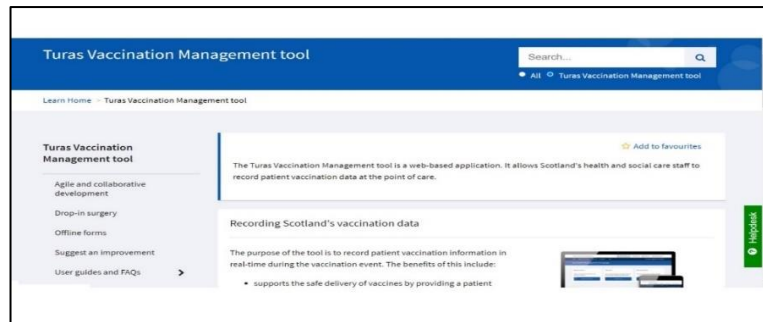 Turas Vaccination Management tool
Search...
All Turas Vaccination Management tool
Learn Home Turas Vaccination Management tool
Turas Vaccination
Management tool
Agile and collaborative
development
Drop-in surgery
Offline forms
Suggest an improvement
User guides and FAQs
Add to favourites
The Turas Vaccination Management tool is a web-based application. It allows Scotland's health and social care staff to
record patient vaccination data at the point of care.
Recording Scotland's vaccination data
The purpose of the tool is to record patient vaccination information in
real-time during the vaccination event. The benefits of this include:
• supports the safe delivery of vaccines by providing a patient
Helpdesk